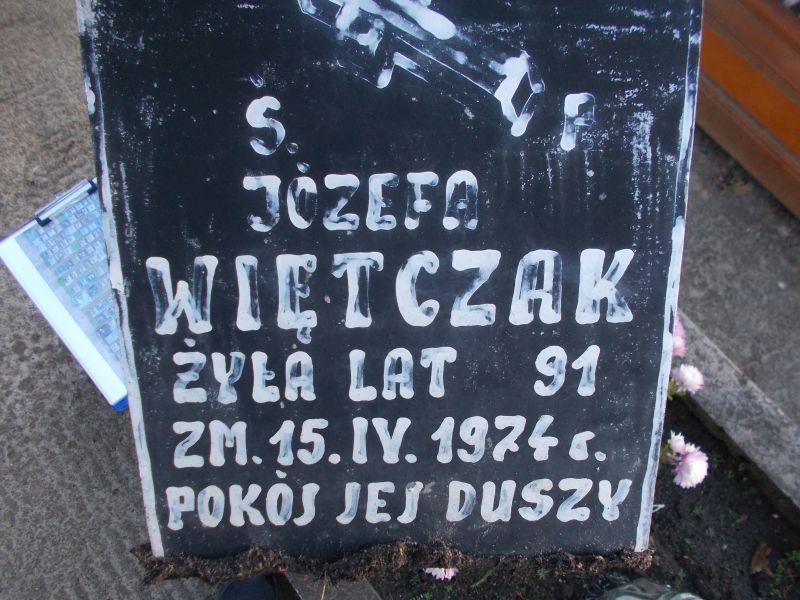 Ś. P
JÓZEFA
WIĘTCZAK
ŻYŁA LAT 91
ZM. 15. IV. 1974 r.
POKÓJ JEJ DUSZY